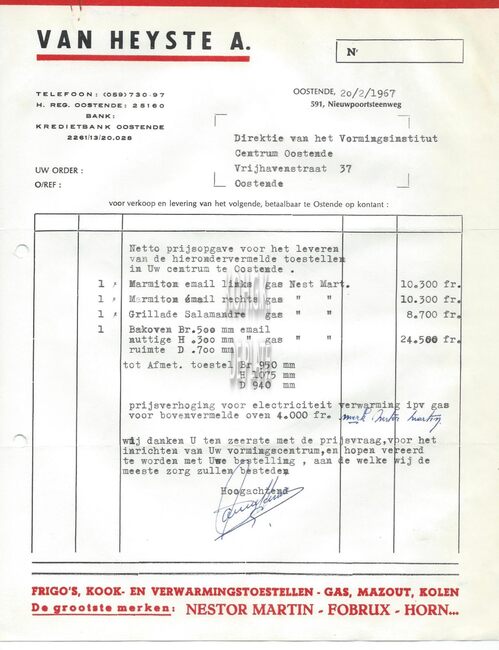 VAN HEYSTE A.
Nr
TELEFOON : (059) 730-97
H. REG. OOSTENDE : 25160
BANK:
KREDIETBANK OOSTENDE
2261/13/20.028
OOSTENDE, 20/2/1967
591, Nieuwpoortsteenweg
Direktie van het Vormingsinstitut
Centrum Oostende
Vrijhavenstraat 37
Oostende
UW ORDER :
O/REF :
voor verkoop en levering van het volgende, betaalbaar te Ostende op kontant :
Netto prijsopgave voor het leveren
van de hierondervermelde toestellen
in Uw centrum te Oostende .
1 Marmiton email links gas Nest Mart. 10.300 fr.
1 Marmiton émail rechts gas " " 10.300 fr.
1 Grillade Salamandre gas " " 8.700 fr.
1 Bakoven Br.500 mm email
nuttige H .300 mm " gas " " 24.500 fr.
ruimte D .700 mm
tot Afmet. toestel Br 950 mm
H 1075 mm
D 940 mm
prijsverhoging for electriciteit verwarming ipv gas
voor bovenvermelde oven 4.000 fr. merk: nestor martin
wij danken U ten zeerste met de prijsvraag,voor het
inrichten van Uw vormingscentrum,en hopen vereerd
te worden met Uwe bestelling , aan de welke wij de
meeste zorg zullen besteden
Hoogachtend
FRIGO'S, KOOK- EN VERWARMINGSTOESTELLEN - GAS, MAZOUT, KOLEN
De grootste merken : NESTOR MARTIN - FOBRUX - HORN...